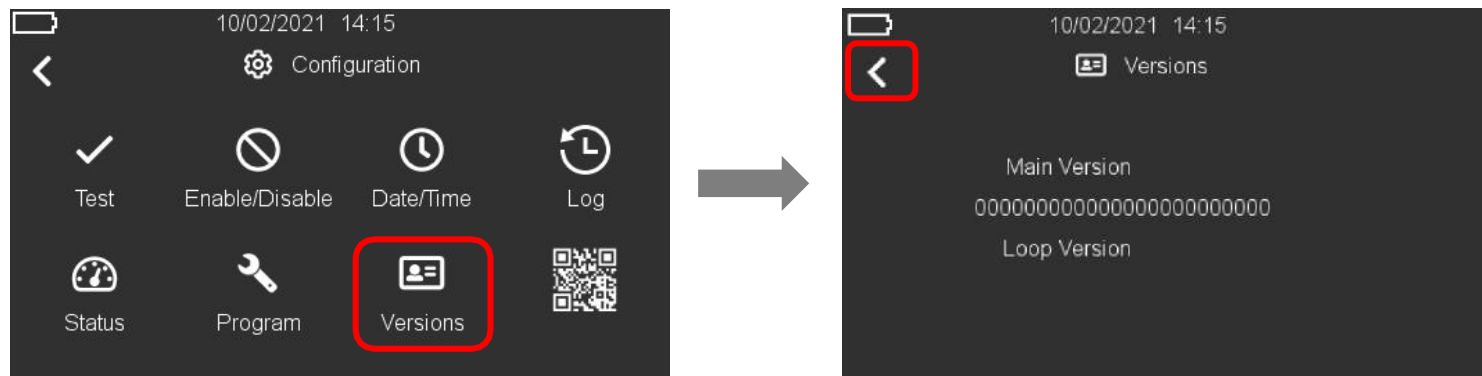 10/02/2021 14:15
Configuration
Test
Enable/Disable
Date/Time
Log
Status
Program
Versions
10/02/2021 14:15
Versions
Main Version
000000000000000000000000
Loop Version